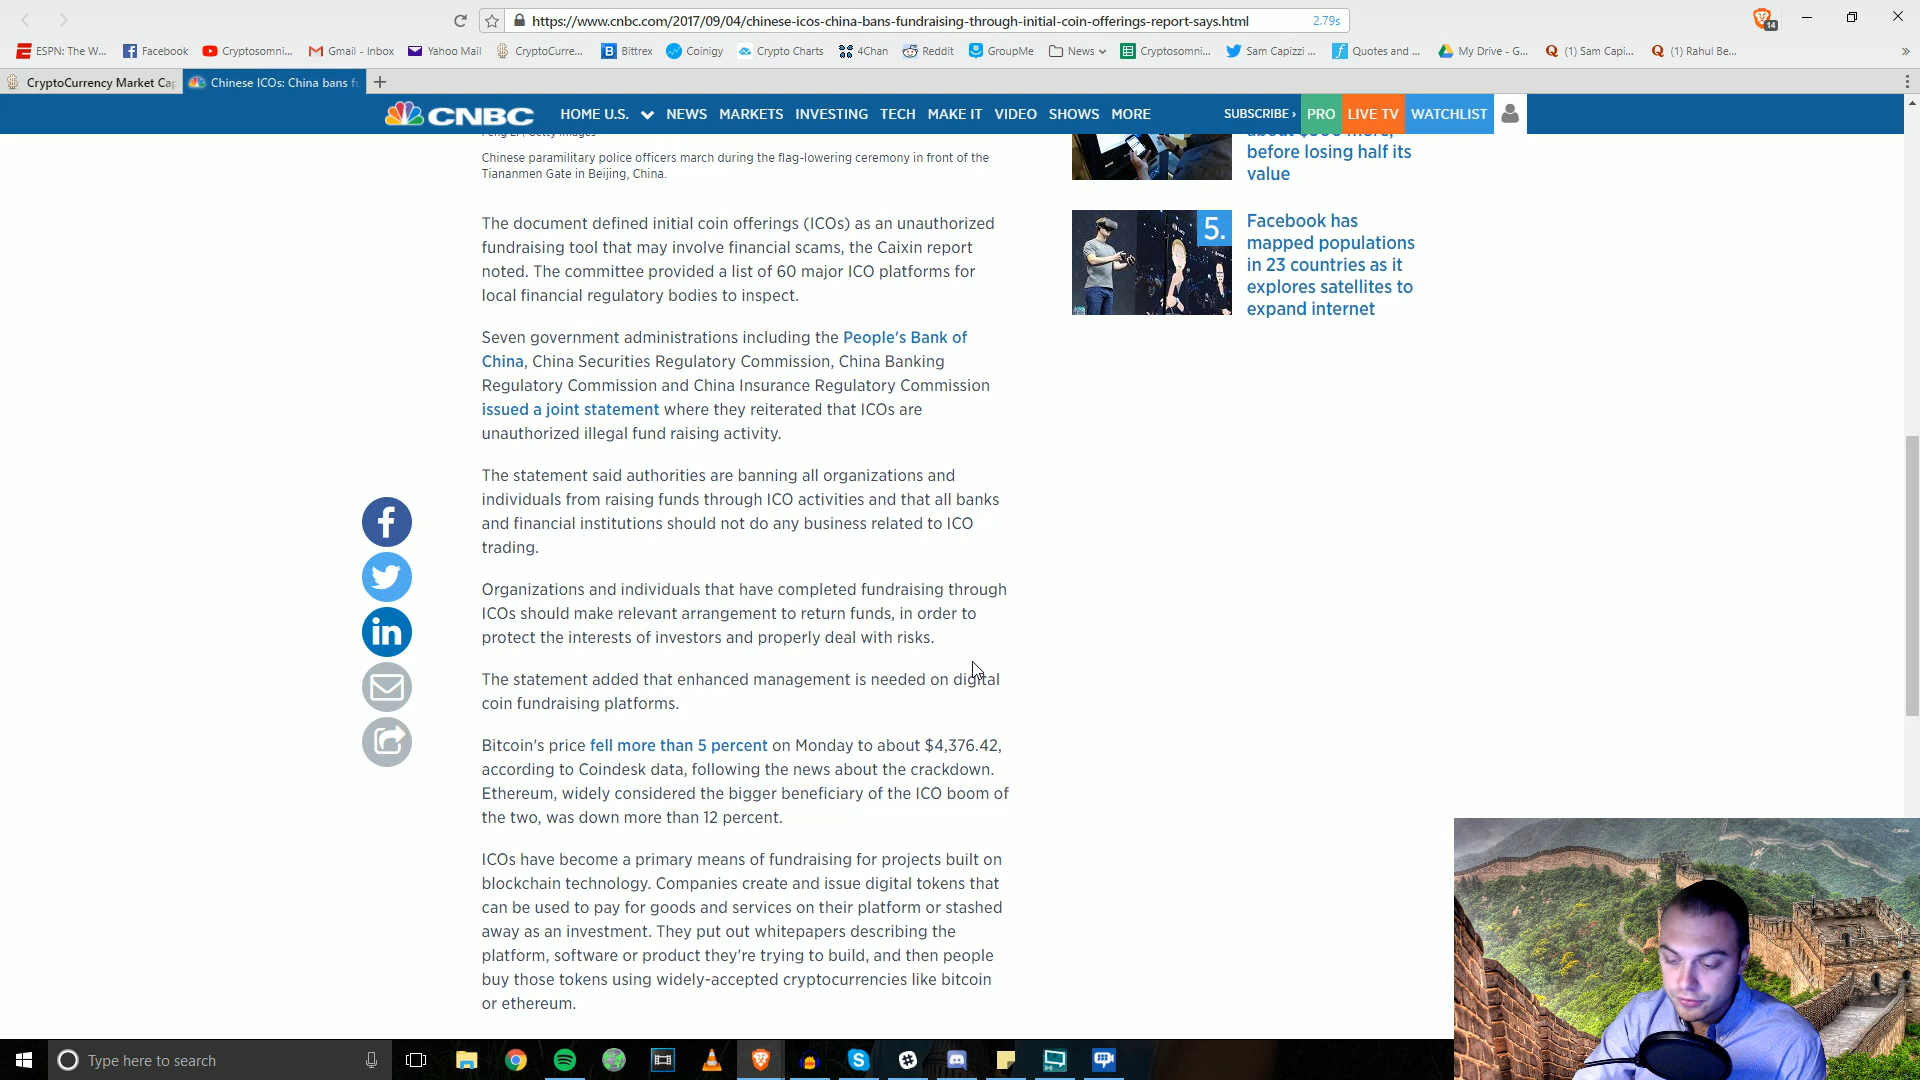 https://www.cnbc.com/2017/09/04/chinese-icos-china-bans-fundraising-through-initial-coin-offerings-report-says.html
2.79s
14
ESPN: The W...
Facebook
Cryptosomni...
Gmail - Inbox
Yahoo Mail
CryptoCurre...
Bittrex
Coinigy
Crypto Charts
4Chan
Reddit
GroupMe
News
Cryptosomni...
Sam Capizzi ...
Quotes and ...
My Drive - G...
(1) Sam Capi...
(1) Rahul Be...
»
CryptoCurrency Market Ca
Chinese ICOs: China bans fu
CNBC
HOME U.S.
NEWS
MARKETS
INVESTING
TECH
MAKE IT
VIDEO
SHOWS
MORE
SUBSCRIBE ›
PRO
LIVE TV
WATCHLIST
Chinese paramilitary police officers march during the flag-lowering ceremony in front of the
Tiananmen Gate in Beijing, China.
The document defined initial coin offerings (ICOs) as an unauthorized
fundraising tool that may involve financial scams, the Caixin report
noted. The committee provided a list of 60 major ICO platforms for
local financial regulatory bodies to inspect.
Seven government administrations including the People's Bank of
China, China Securities Regulatory Commission, China Banking
Regulatory Commission and China Insurance Regulatory Commission
issued a joint statement where they reiterated that ICOs are
unauthorized illegal fund raising activity.
The statement said authorities are banning all organizations and
individuals from raising funds through ICO activities and that all banks
and financial institutions should not do any business related to ICO
trading.
Organizations and individuals that have completed fundraising through
ICOs should make relevant arrangement to return funds, in order to
protect the interests of investors and properly deal with risks.
The statement added that enhanced management is needed on digital
coin fundraising platforms.
Bitcoin's price fell more than 5 percent on Monday to about $4,376.42,
according to Coindesk data, following the news about the crackdown.
Ethereum, widely considered the bigger beneficiary of the ICO boom of
the two, was down more than 12 percent.
ICOs have become a primary means of fundraising for projects built on
blockchain technology. Companies create and issue digital tokens that
can be used to pay for goods and services on their platform or stashed
away as an investment. They put out whitepapers describing the
platform, software or product they're trying to build, and then people
buy those tokens using widely-accepted cryptocurrencies like bitcoin
or ethereum.
before losing half its
value
5.
Facebook has
mapped populations
in 23 countries as it
explores satellites to
expand internet
Type here to search